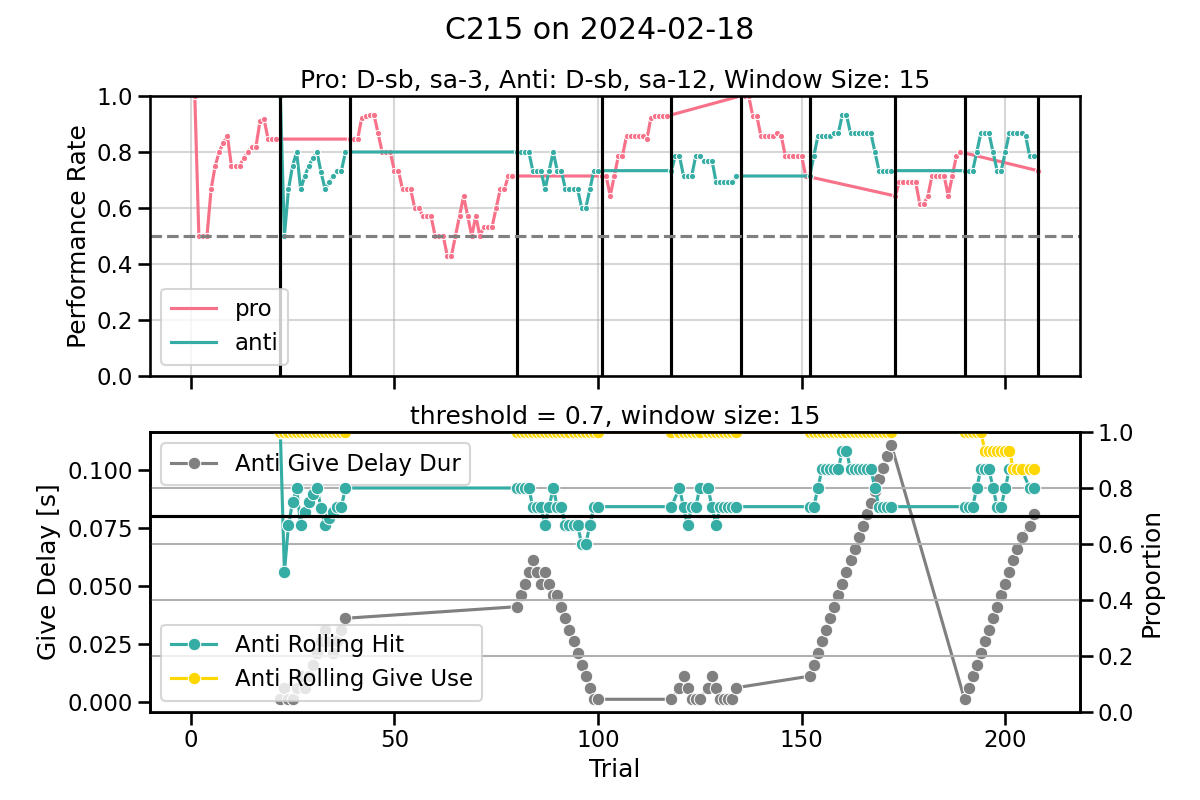 C215 on 2024-02-18
Pro: D-sb, sa-3, Anti: D-sb, sa-12, Window Size: 15
1.0
0.8
0.6
0.4
0.2
0.0
Performance Rate
pro
anti
threshold = 0.7, window size: 15
0.100
0.075
0.050
0.025
0.000
Give Delay [s]
Anti Give Delay Dur
Anti Rolling Hit
Anti Rolling Give Use
1.0
0.8
0.6
0.4
0.2
0.0
Proportion
0
50
100
150
200
Trial